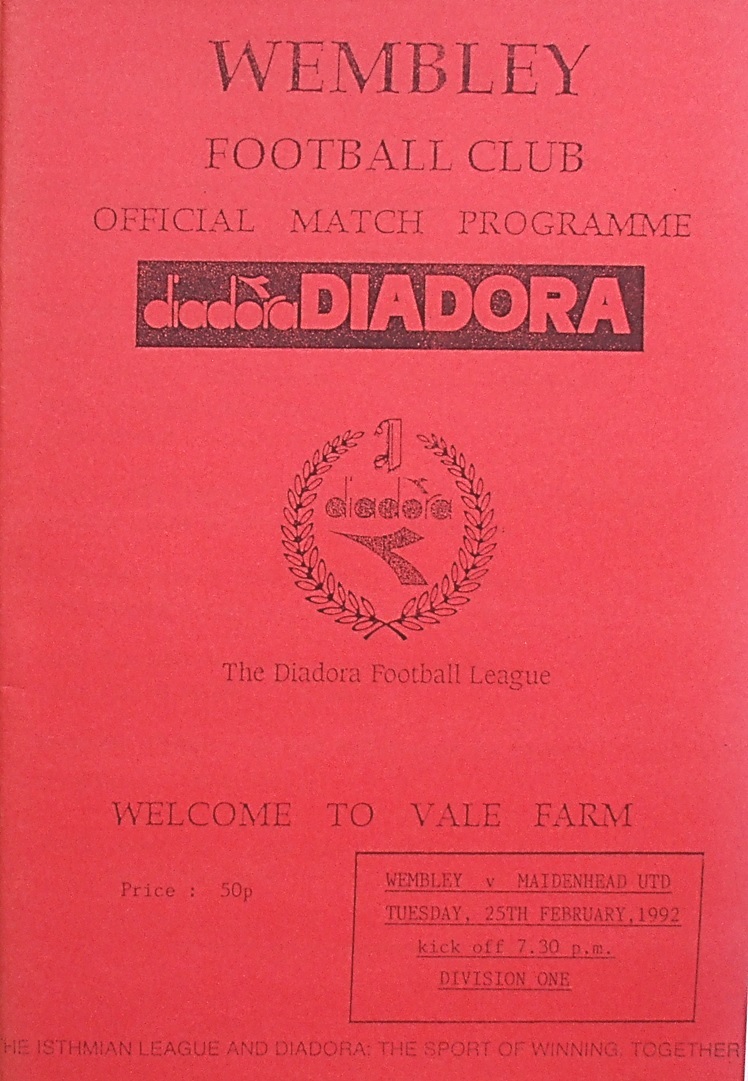 WEMBLEY
FOOTBALL CLUB
OFFICIAL MATCH PROGRAMME
diadora DIADORA
diadora
The Diadora Football League
WELCOME TO VALE FARM
Price : 50p
WEMBLEY v MAIDENHEAD UTD
TUESDAY, 25TH FEBRUARY,1992
kick off 7.30 p.m.
DIVISION ONE
HE ISTHMIAN LEAGUE AND DIADORA: THE SPORT OF WINNING. TOGETHER